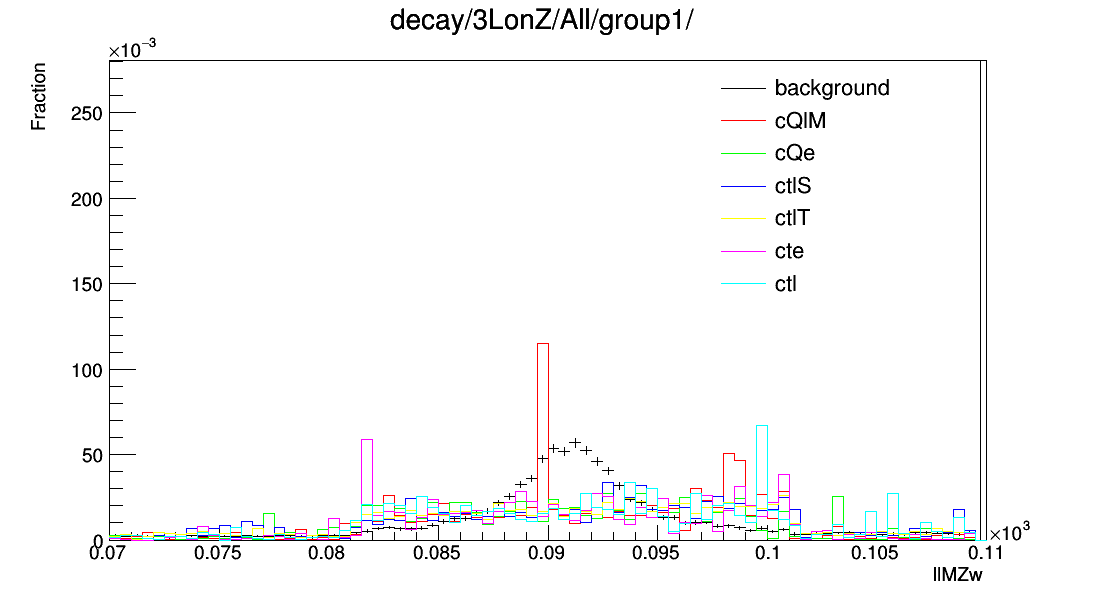 decay/3LonZ/All/group1/
×10⁻³
Fraction
250
200
150
100
50
0
background
cQlM
cQe
ctlS
ctlT
cte
ctl
0.07 0.075 0.08 0.085 0.09 0.095 0.1 0.105 0.11
×10³
llMZw